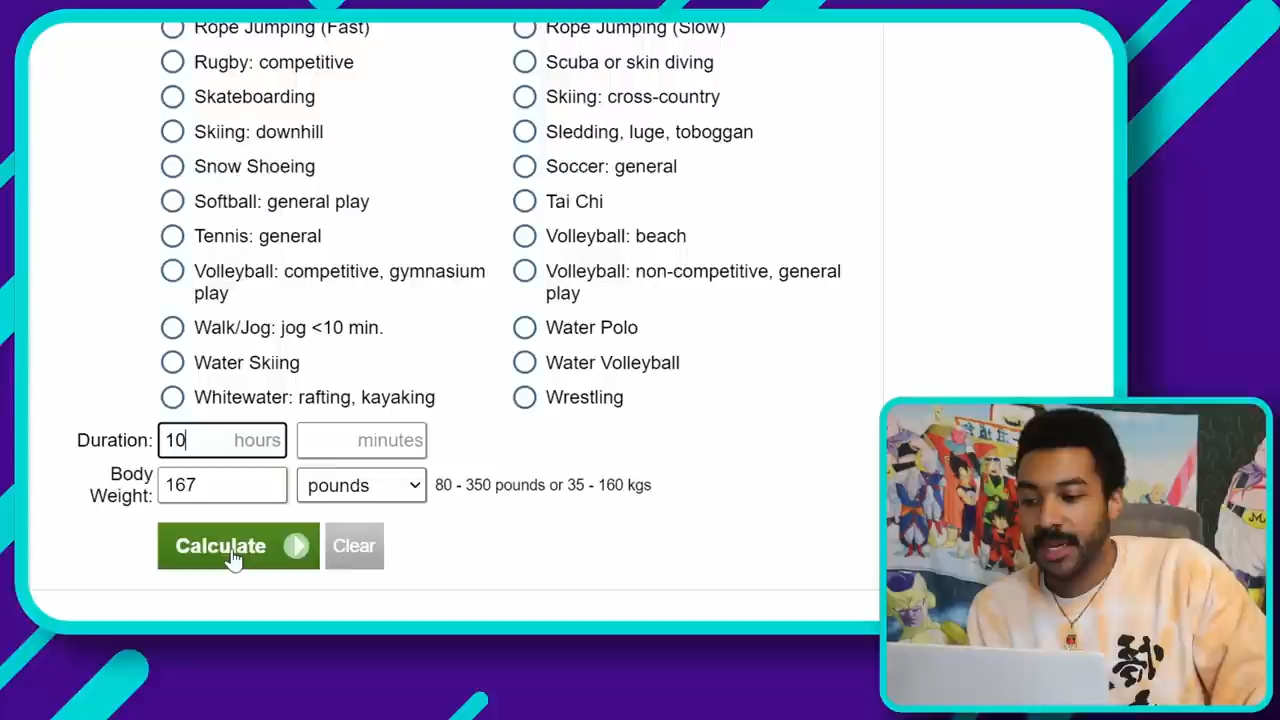 Rope Jumping (Fast)
Rope Jumping (Slow)
Rugby: competitive
Scuba or skin diving
Skateboarding
Skiing: cross-country
Skiing: downhill
Sledding, luge, toboggan
Snow Shoeing
Soccer: general
Softball: general play
Tai Chi
Tennis: general
Volleyball: beach
Volleyball: competitive, gymnasium
play
Volleyball: non-competitive, general
play
Walk/Jog: jog <10 min.
Water Polo
Water Skiing
Water Volleyball
Whitewater: rafting, kayaking
Wrestling
Duration: 10 hours minutes
Body
Weight: 167 pounds 80 - 350 pounds or 35 - 160 kgs
Calculate Clear